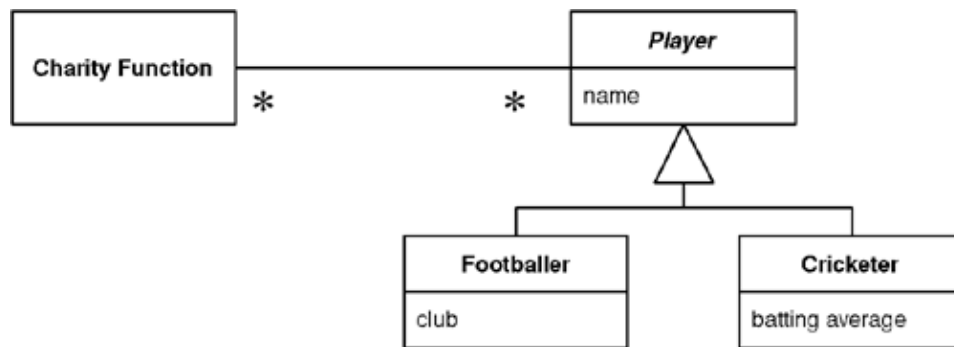 Charity Function
Player
name
*
*
Footballer
Cricketer
club
batting average